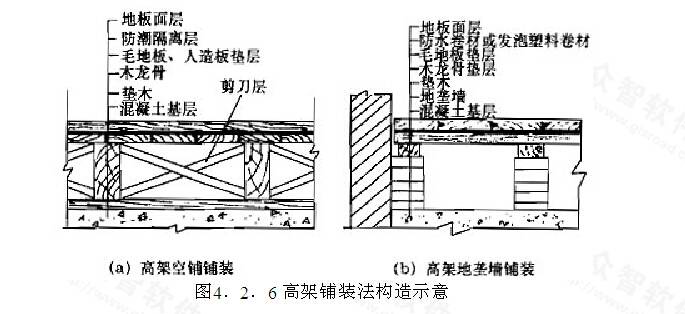 地板面层
防潮隔离层
毛地板、人造板垫层
木龙骨
垫木
混凝土基层
剪刀层
地板面层
防水卷材或发泡塑料卷材
毛地板垫层
木龙骨垫层
垫木
地垄墙
混凝土基层
(a) 高架空铺铺装
(b) 高架地垄墙铺装
图4．2．6 高架铺装法构造示意
众智软件